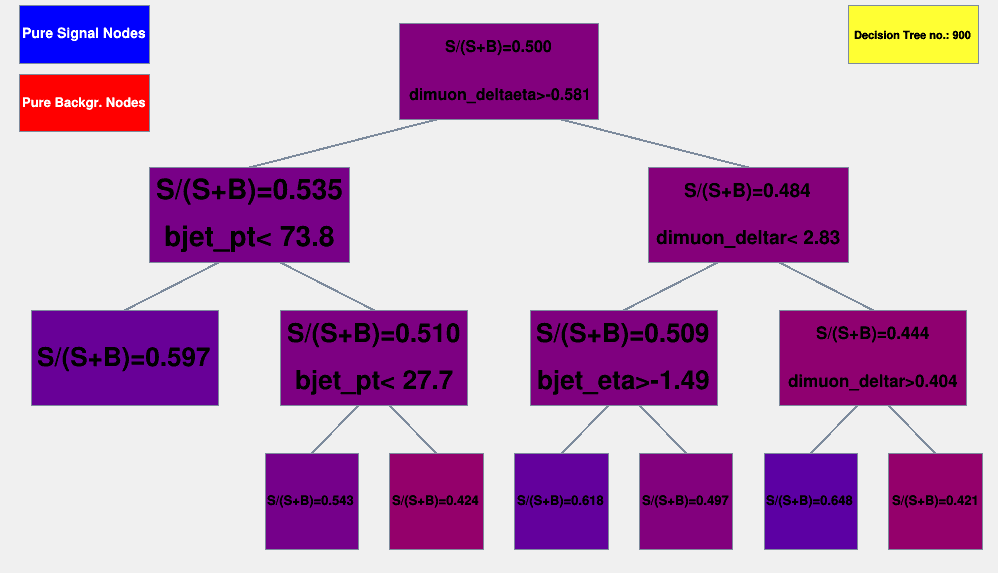 Pure Signal Nodes
Pure Backgr. Nodes
Decision Tree no.: 900
S/(S+B)=0.500
dimuon_deltaeta>-0.581
S/(S+B)=0.535
bjet_pt< 73.8
S/(S+B)=0.484
dimuon_deltar< 2.83
S/(S+B)=0.597
S/(S+B)=0.510
bjet_pt< 27.7
S/(S+B)=0.509
bjet_eta>-1.49
S/(S+B)=0.444
dimuon_deltar>0.404
S/(S+B)=0.543
S/(S+B)=0.424
S/(S+B)=0.618
S/(S+B)=0.497
S/(S+B)=0.648
S/(S+B)=0.421